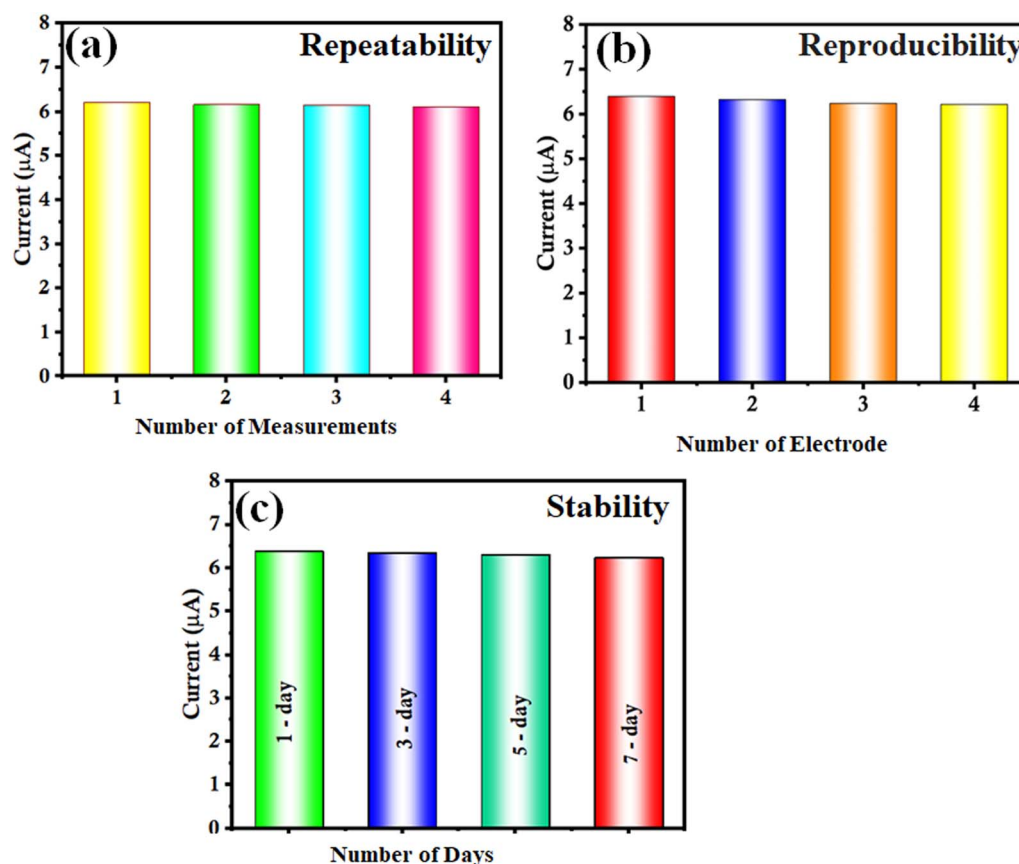 (a)
Repeatability
8
7
6
5
4
3
2
1
0
Current (μA)
1 2 3 4
Number of Measurements
(b)
Reproducibility
8
7
6
5
4
3
2
1
0
Current (μA)
1 2 3 4
Number of Electrode
(c)
Stability
8
7
6
5
4
3
2
1
0
Current (μA)
1 - day
3 - day
5 - day
7 - day
Number of Days